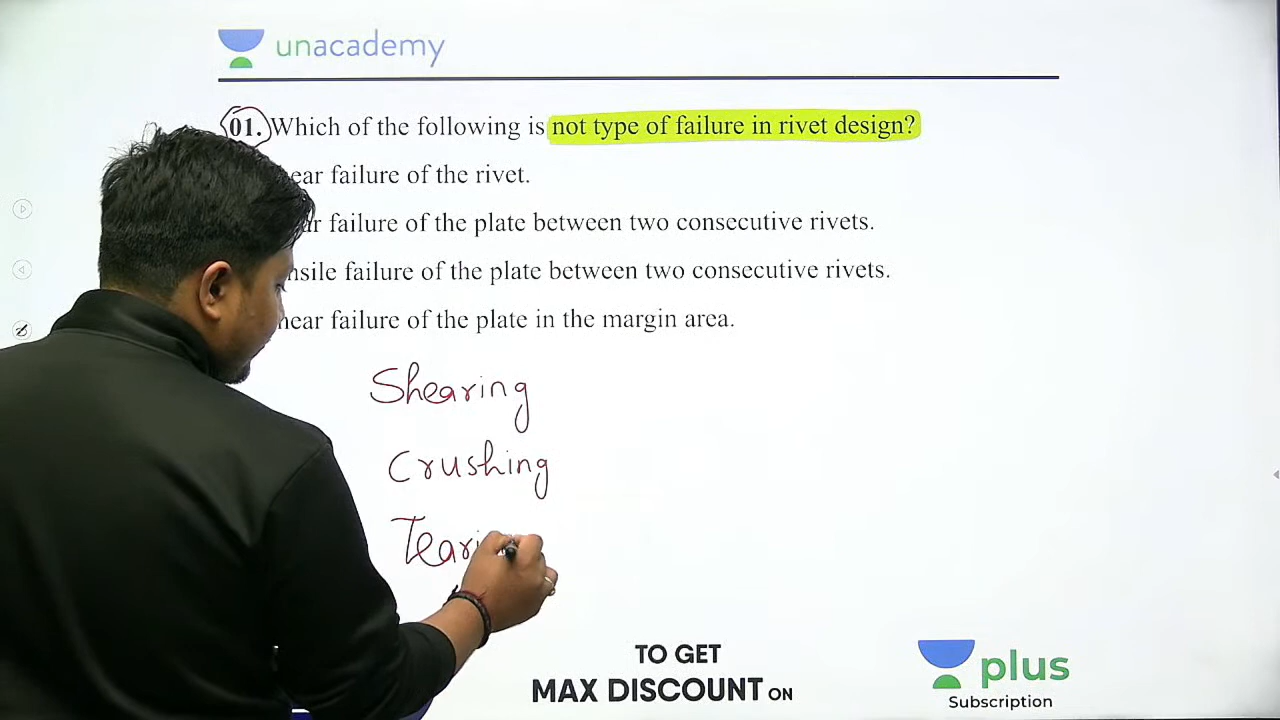 unacademy
01. Which of the following is not type of failure in rivet design?
ear failure of the rivet.
failure of the plate between two consecutive rivets.
nsile failure of the plate between two consecutive rivets.
hear failure of the plate in the margin area.
Shearing
Crushing
Teari
TO GET
MAX DISCOUNT ON
plus
Subscription